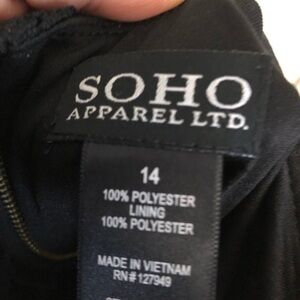 SOHO
APPAREL LTD.
14
100% POLYESTER
LINING
100% POLYESTER
MADE IN VIETNAM
RN#127949